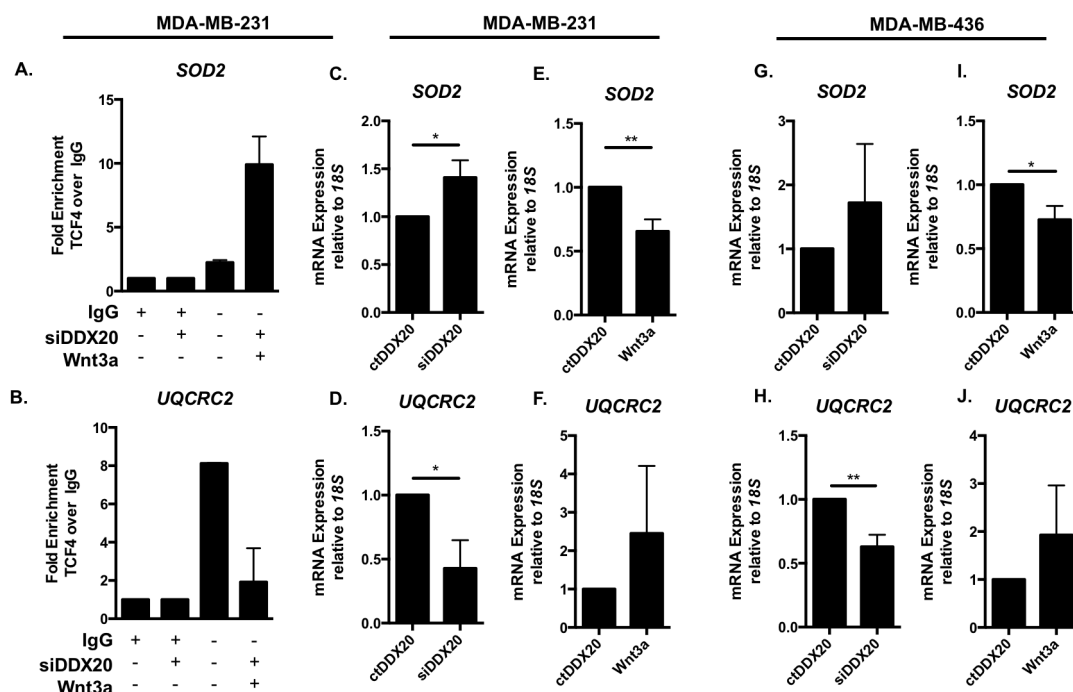 MDA-MB-231
MDA-MB-231
MDA-MB-436
A.
SOD2
Fold Enrichment
TCF4 over IgG
15
10
5
0
IgG + + - -
siDDX20 - + - +
Wnt3a - - - +
B.
UQCRC2
Fold Enrichment
TCF4 over IgG
10
8
6
4
2
0
IgG + + - -
siDDX20 - + - +
Wnt3a - - - +
C.
SOD2
mRNA Expression
relative to 18S
2.0
1.5
1.0
0.5
0.0
*
ctDDX20
siDDX20
D.
UQCRC2
mRNA Expression
relative to 18S
1.5
1.0
0.5
0.0
*
ctDDX20
siDDX20
E.
SOD2
mRNA Expression
relative to 18S
1.5
1.0
0.5
0.0
**
ctDDX20
Wnt3a
F.
UQCRC2
mRNA Expression
relative to 18S
5
4
3
2
1
0
ctDDX20
Wnt3a
G.
SOD2
mRNA Expression
relative to 18S
3
2
1
0
ctDDX20
siDDX20
H.
UQCRC2
mRNA Expression
relative to 18S
1.5
1.0
0.5
0.0
**
ctDDX20
siDDX20
I.
SOD2
mRNA Expression
relative to 18S
1.5
1.0
0.5
0.0
*
ctDDX20
Wnt3a
J.
UQCRC2
mRNA Expression
relative to 18S
4
3
2
1
0
ctDDX20
Wnt3a